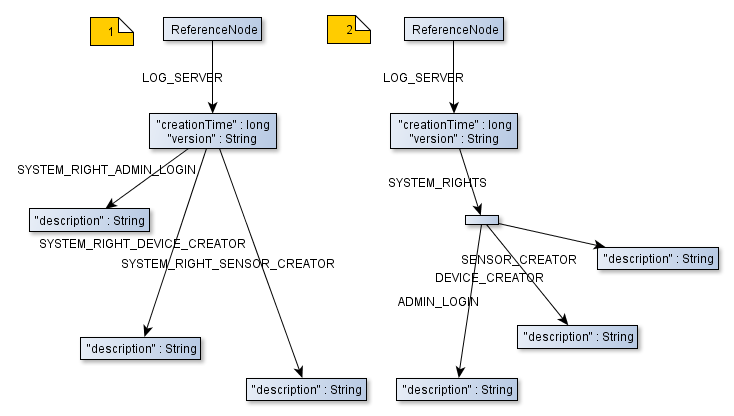 1
ReferenceNode
LOG_SERVER
"creationTime" : long
"version" : String
SYSTEM_RIGHT_ADMIN_LOGIN
"description" : String
SYSTEM_RIGHT_DEVICE_CREATOR
SYSTEM_RIGHT_SENSOR_CREATOR
"description" : String
"description" : String
2
ReferenceNode
LOG_SERVER
"creationTime" : long
"version" : String
SYSTEM_RIGHTS
SENSOR_CREATOR
"description" : String
DEVICE_CREATOR
ADMIN_LOGIN
"description" : String
"description" : String